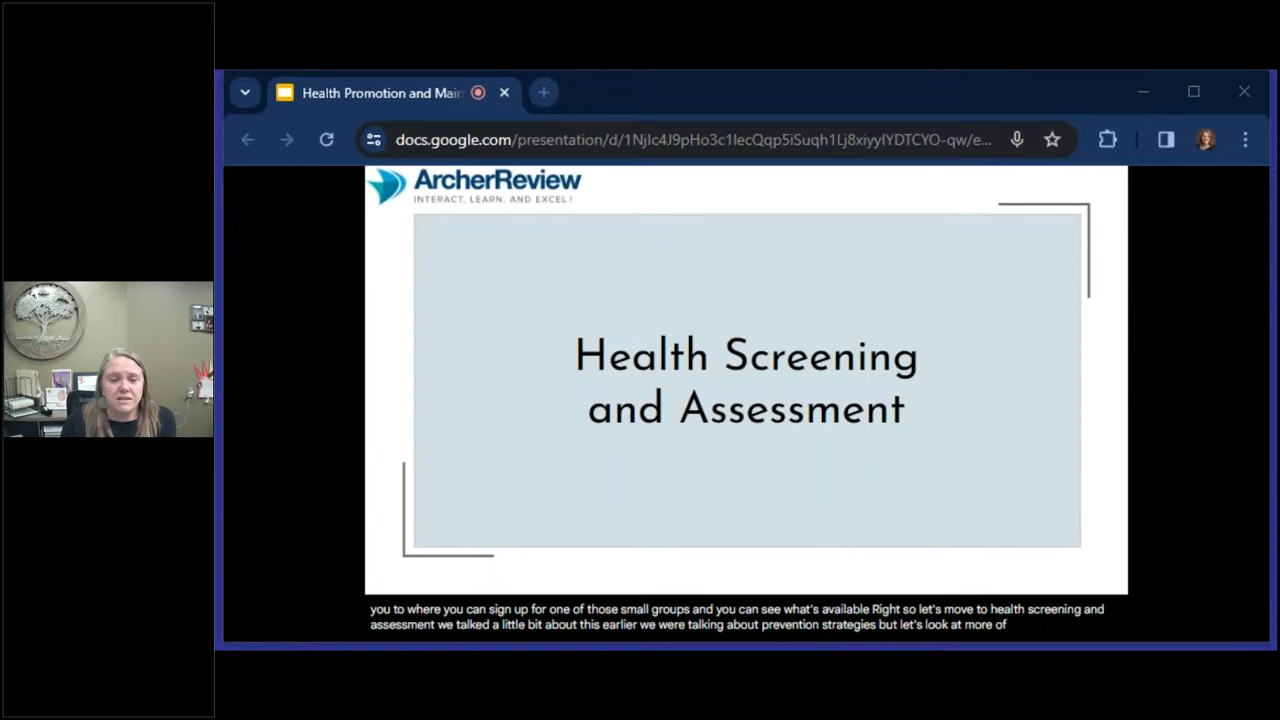 Health Promotion and Main
docs.google.com/presentation/d/1NjIc4J9pHo3c1lecQqp5iSuqh1Lj8xiyyIYDTCYO-qw/e...
ArcherReview
INTERACT, LEARN, AND EXCEL!
Health Screening
and Assessment
you to where you can sign up for one of those small groups and you can see what's available Right so let's move to health screening and
assessment we talked a little bit about this earlier we were talking about prevention strategies but let's look at more of